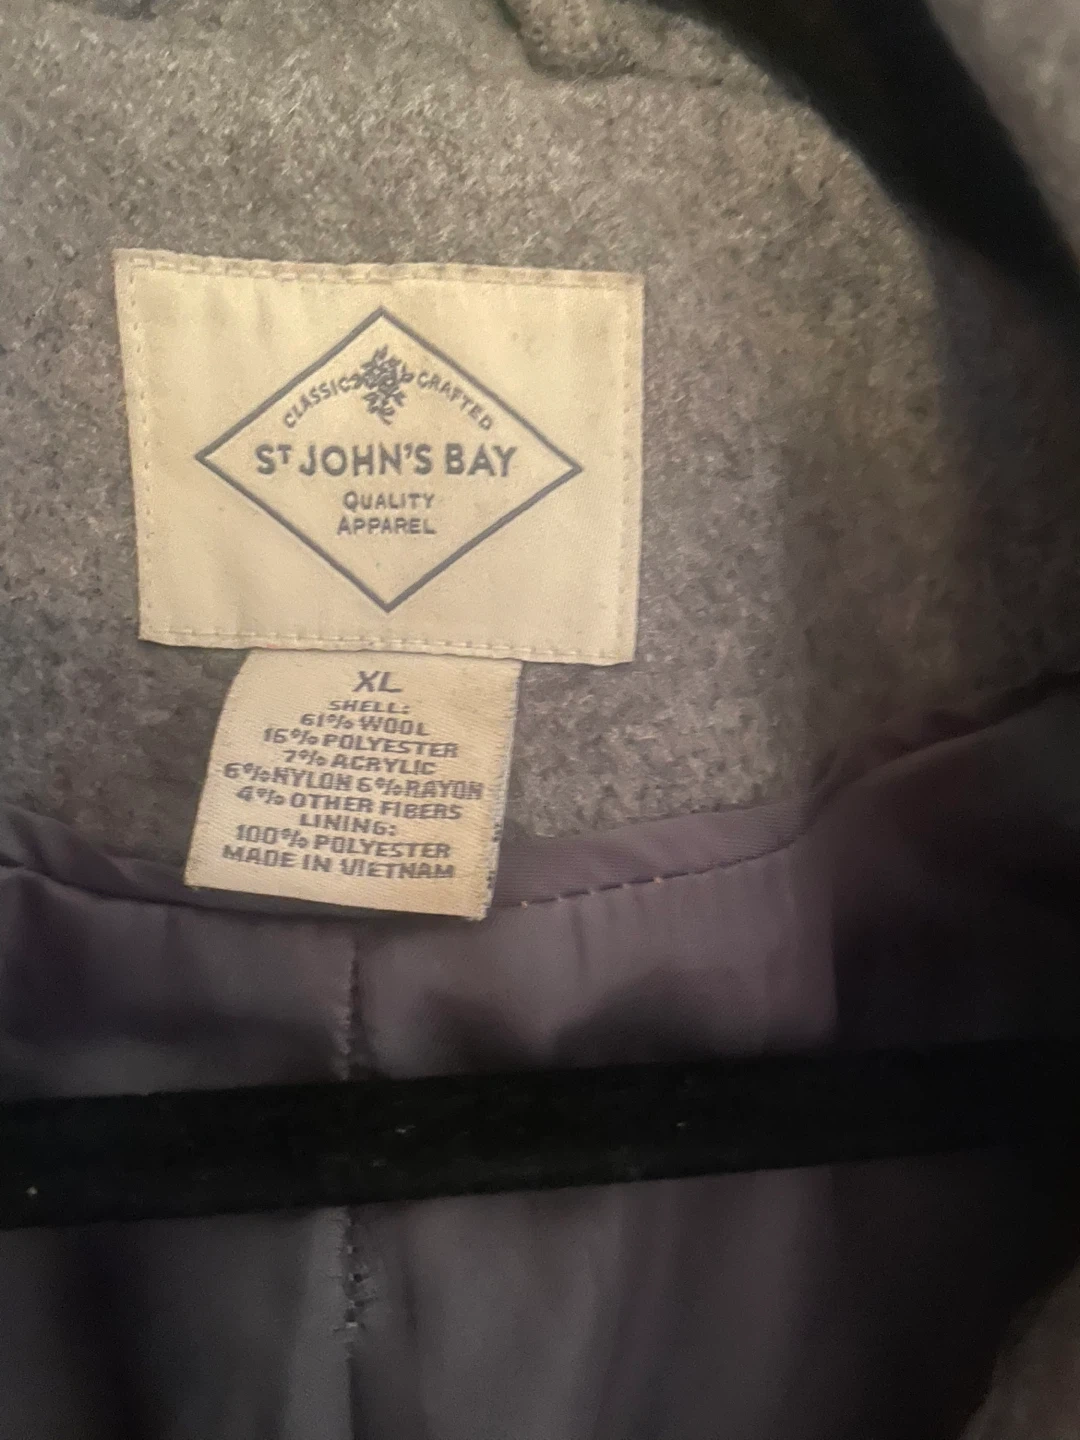 CLASSIC CRAFTED
ST JOHN'S BAY
QUALITY
APPAREL
XL
SHELL:
61% WOOL
16% POLYESTER
7% ACRYLIC
6% NYLON 6% RAYON
4% OTHER FIBERS
LINING:
100% POLYESTER
MADE IN VIETNAM